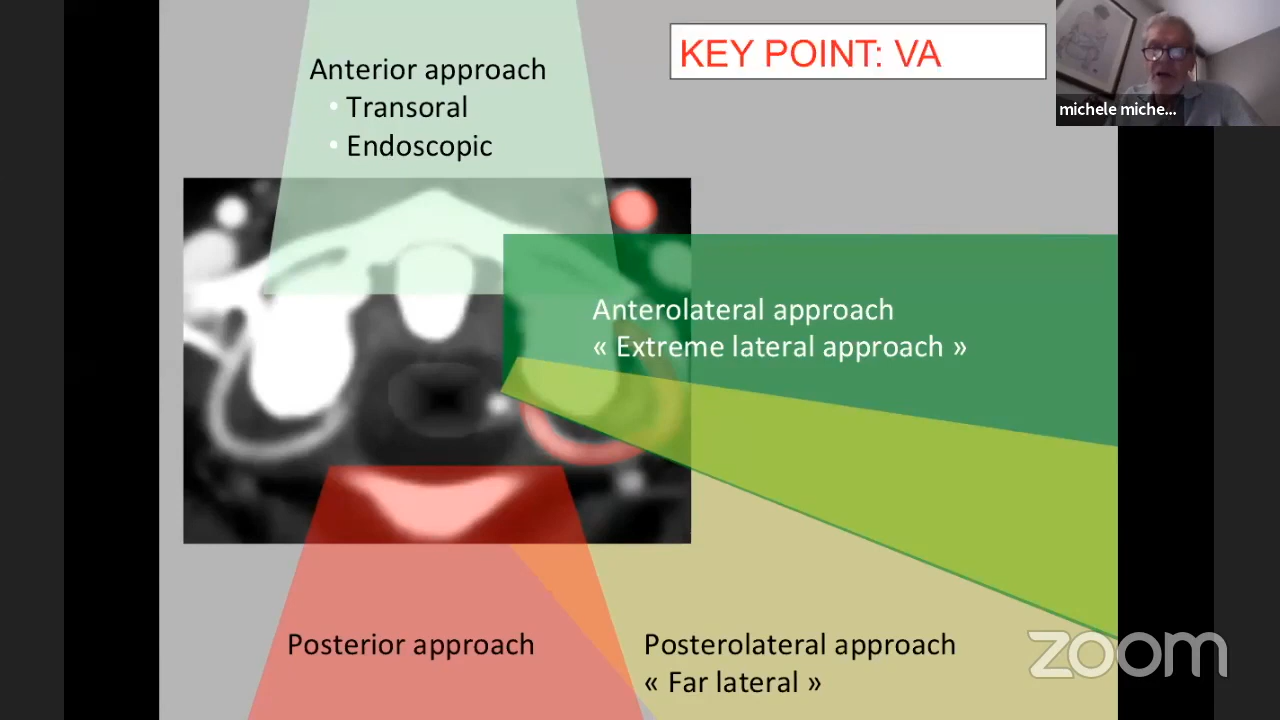 Anterior approach
• Transoral
• Endoscopic
KEY POINT: VA
michele miche...
Anterolateral approach
« Extreme lateral approach »
Posterior approach
Posterolateral approach
« Far lateral »
zoom